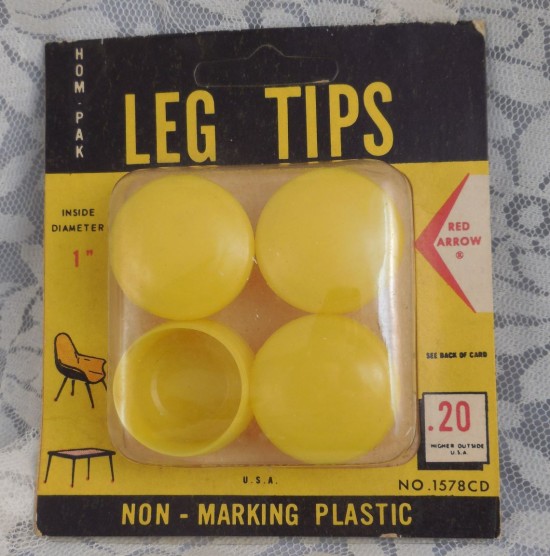 HOM-PAK
LEG TIPS
INSIDE
DIAMETER
1"
RED
ARROW
®
SEE BACK OF CARD
.20
HIGHER OUTSIDE
U.S.A.
U.S.A.
NO.1578CD
NON-MARKING PLASTIC